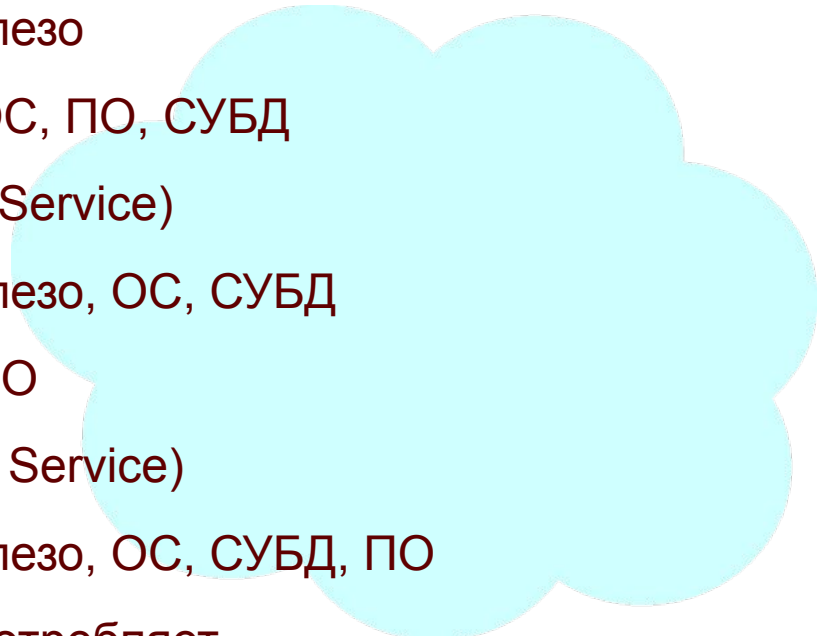 лезо
ОС, ПО, СУБД
Service)
лезо, ОС, СУБД
О
Service)
лезо, ОС, СУБД, ПО